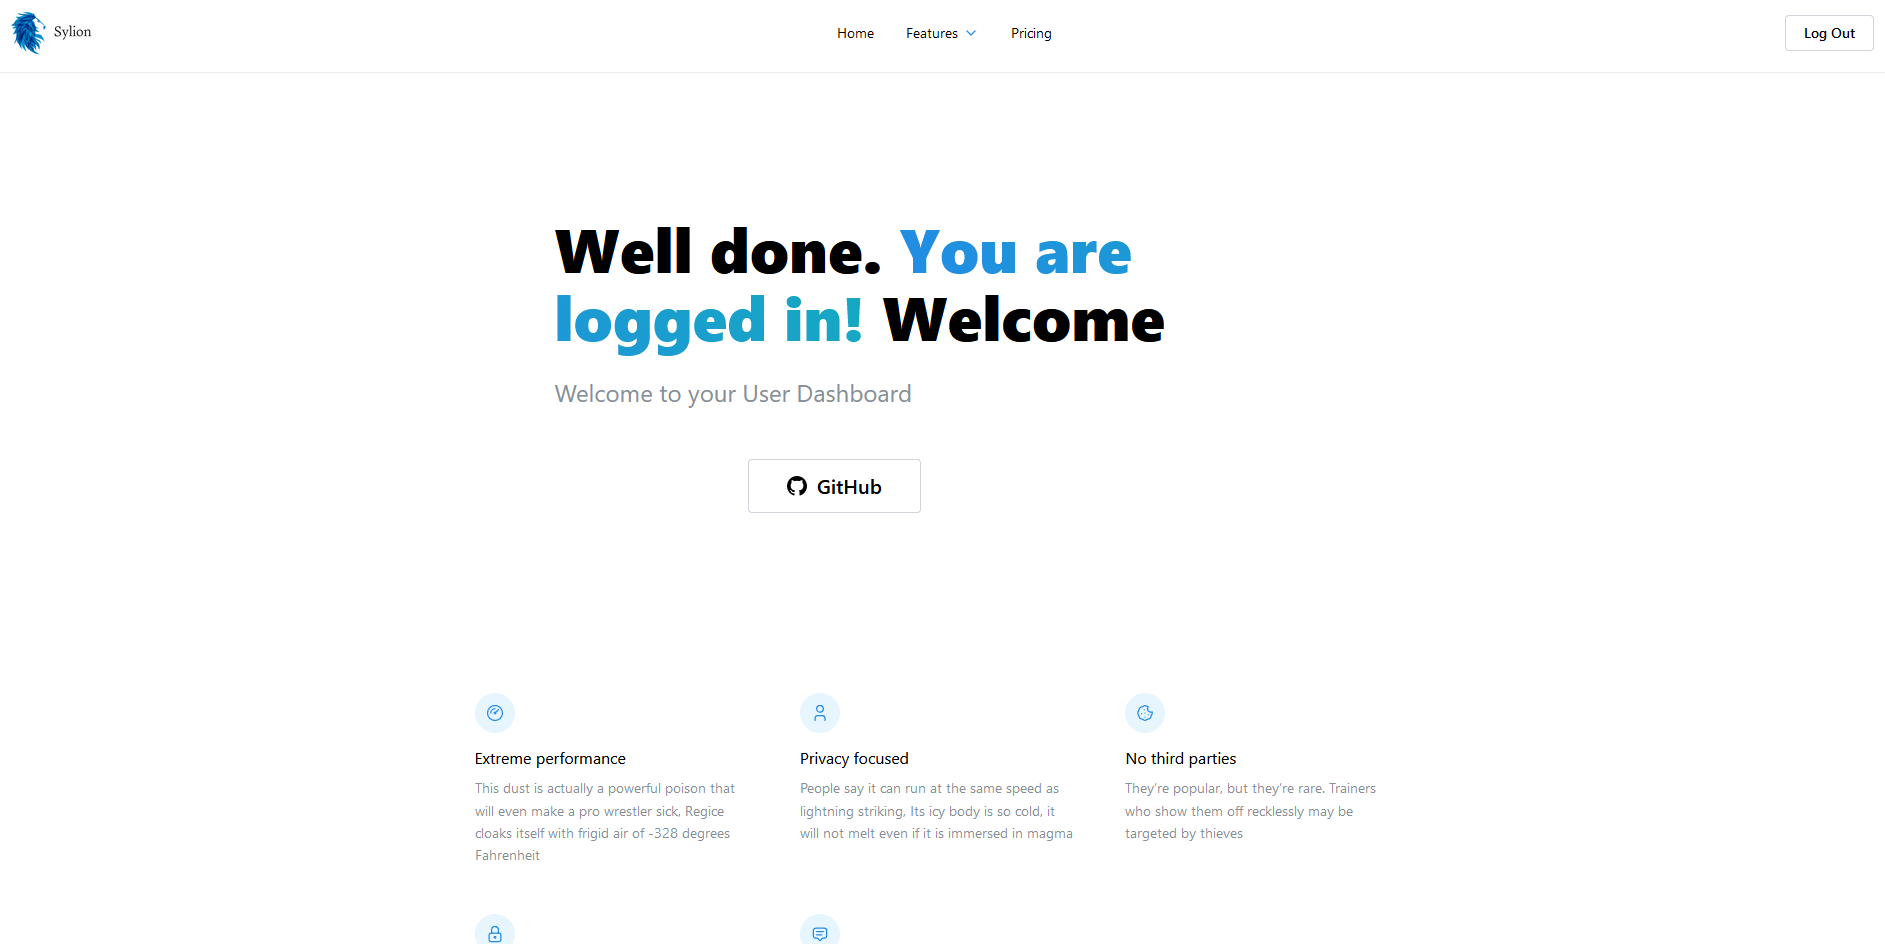 Sylion
Home
Features
Pricing
Log Out
Well done. You are
logged in! Welcome
Welcome to your User Dashboard
GitHub
Extreme performance
This dust is actually a powerful poison that
will even make a pro wrestler sick, Regice
cloaks itself with frigid air of -328 degrees
Fahrenheit
Privacy focused
People say it can run at the same speed as
lightning striking, Its icy body is so cold, it
will not melt even if it is immersed in magma
No third parties
They’re popular, but they’re rare. Trainers
who show them off recklessly may be
targeted by thieves